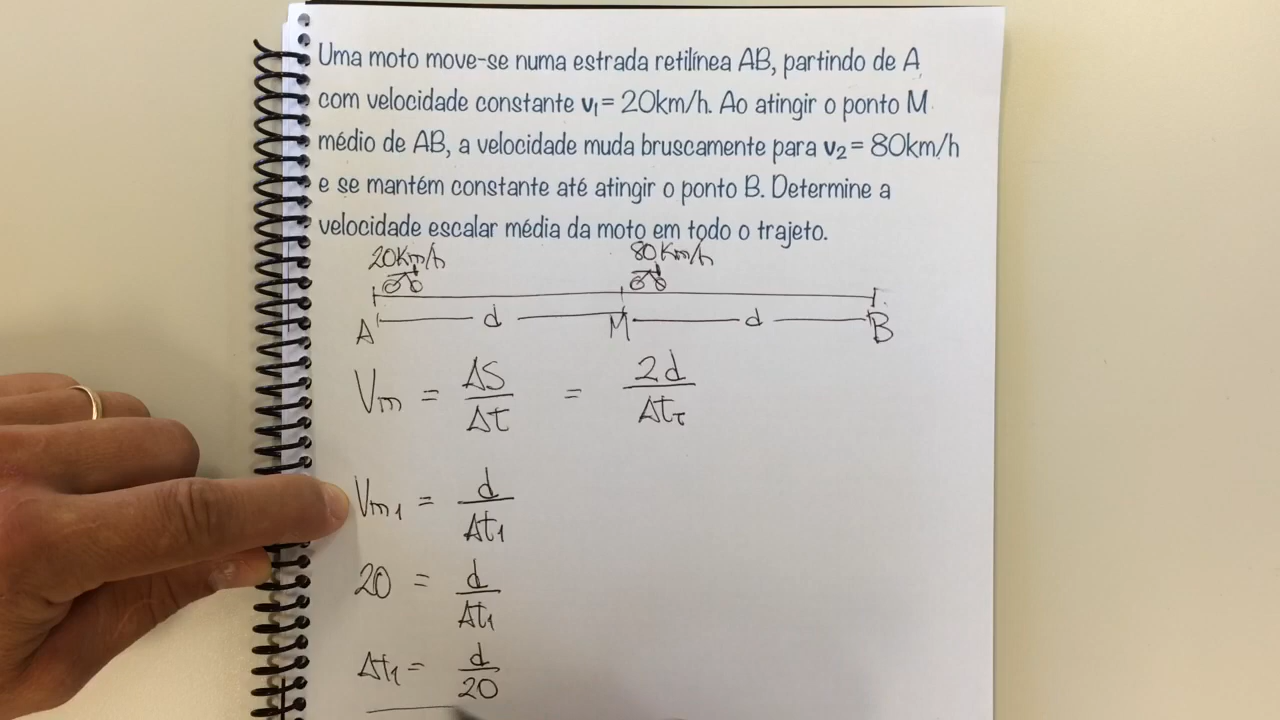 Uma moto move-se numa estrada retilínea AB, partindo de A
com velocidade constante v₁ = 20km/h. Ao atingir o ponto M
médio de AB, a velocidade muda bruscamente para v₂ = 80km/h
e se mantém constante até atingir o ponto B. Determine a
velocidade escalar média da moto em todo o trajeto.
20km/h 80km/h
A d M d B
Vm = ΔS/Δt = 2d/ΔtT
Vm1 = d/Δt1
20 = d/Δt1
Δt1 = d/20